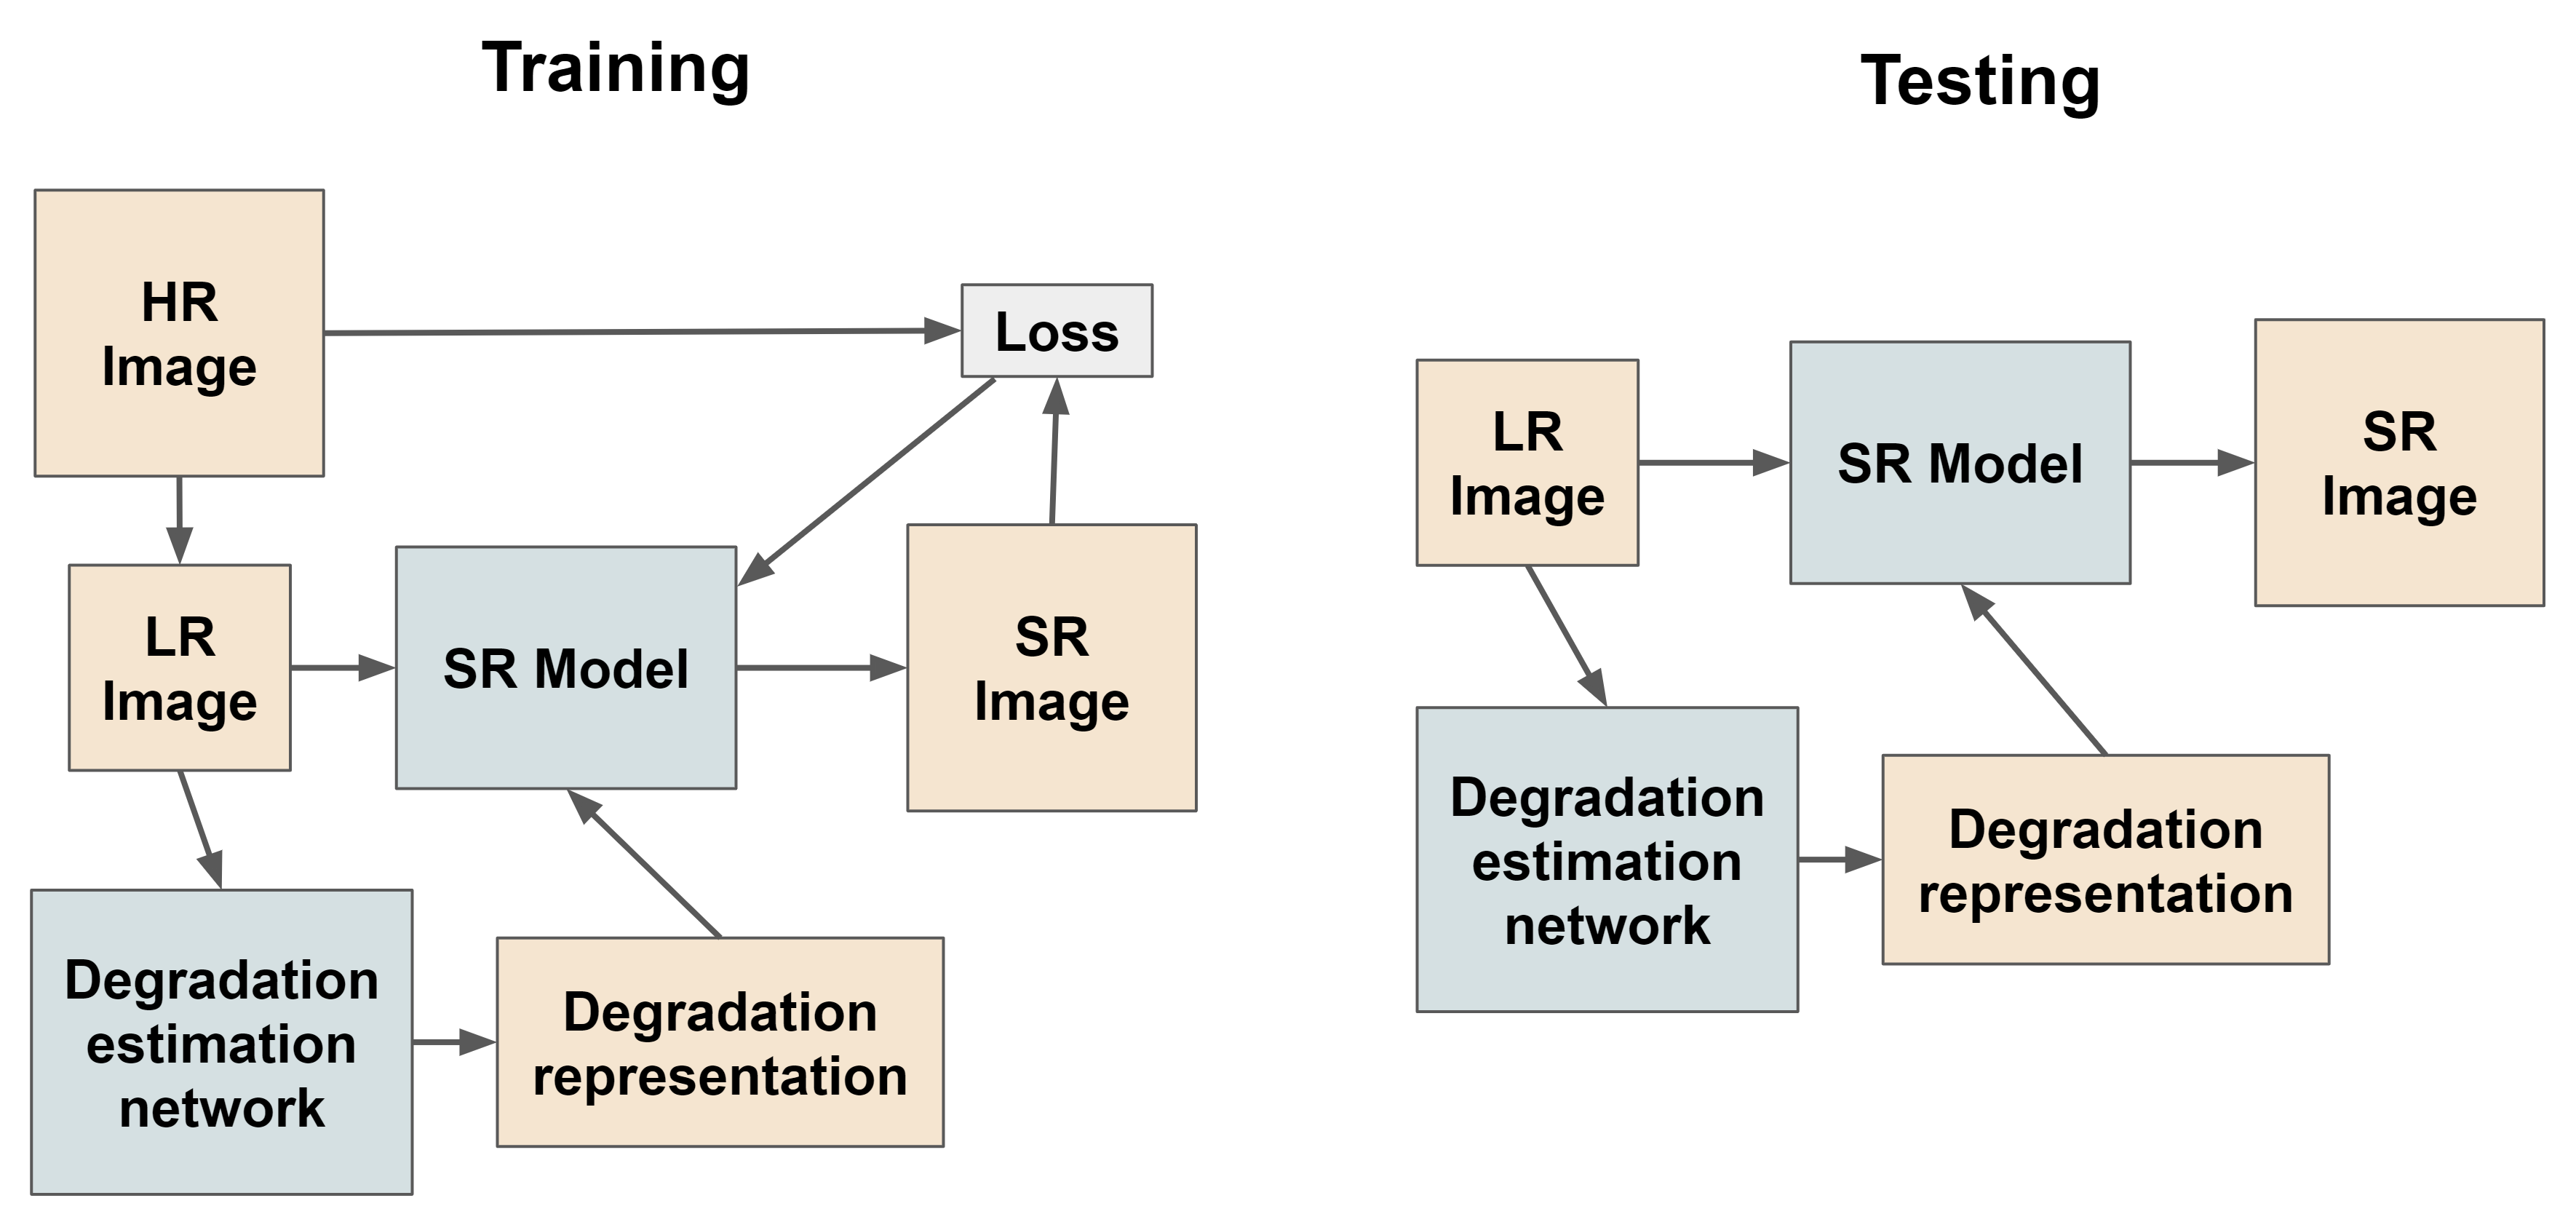 Training
HR
Image
Loss
LR
Image
SR Model
SR
Image
Degradation
estimation
network
Degradation
representation
Testing
LR
Image
SR Model
SR
Image
Degradation
estimation
network
Degradation
representation